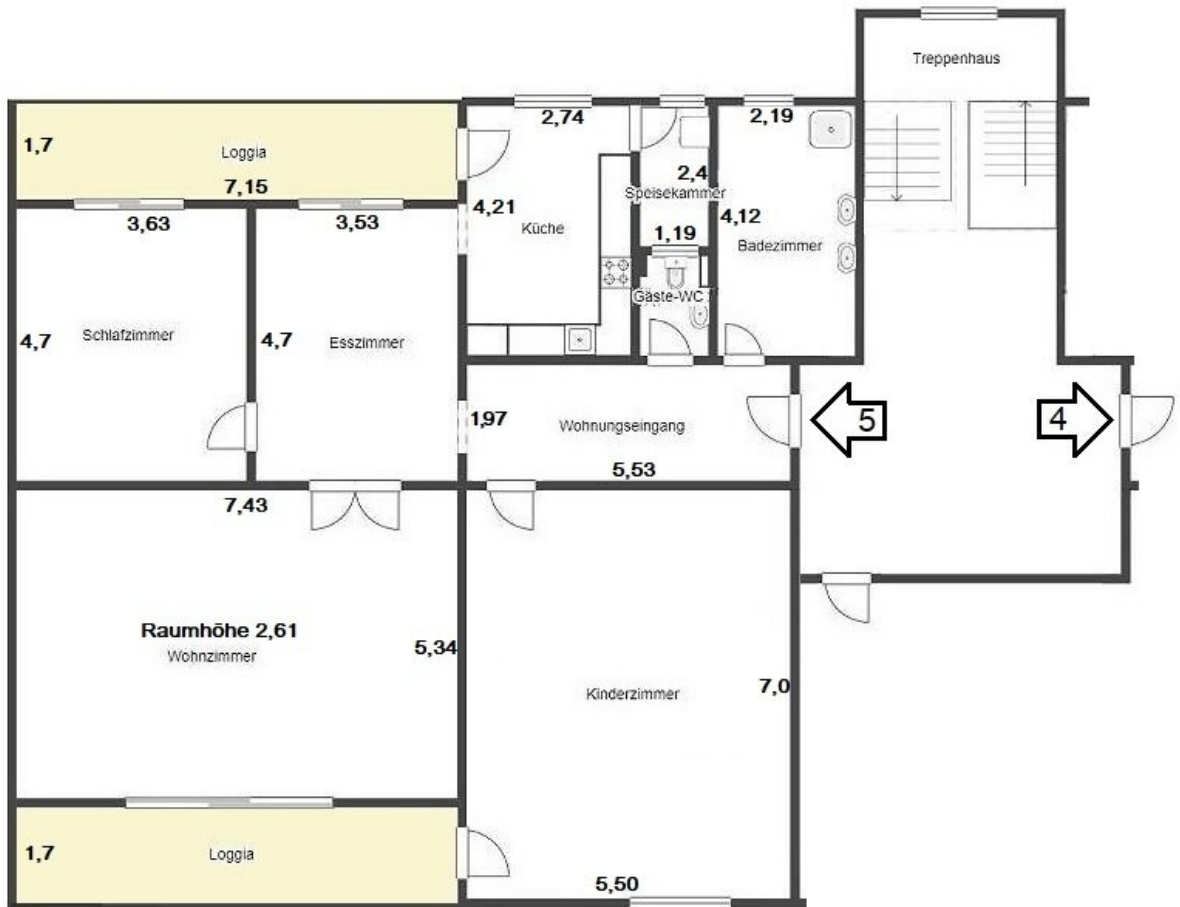 Treppenhaus
2,74
2,19
1,7
Loggia
7,15
2,4
Speisekammer
4,21
4,12
3,63
3,53
Küche
1,19
Badezimmer
Gäste-WC
4,7
Schlafzimmer
4,7
Esszimmer
1,97
Wohnungseingang
5
4
5,53
7,43
Raumhöhe 2,61
Wohnzimmer
5,34
Kinderzimmer
7,0
1,7
Loggia
5,50